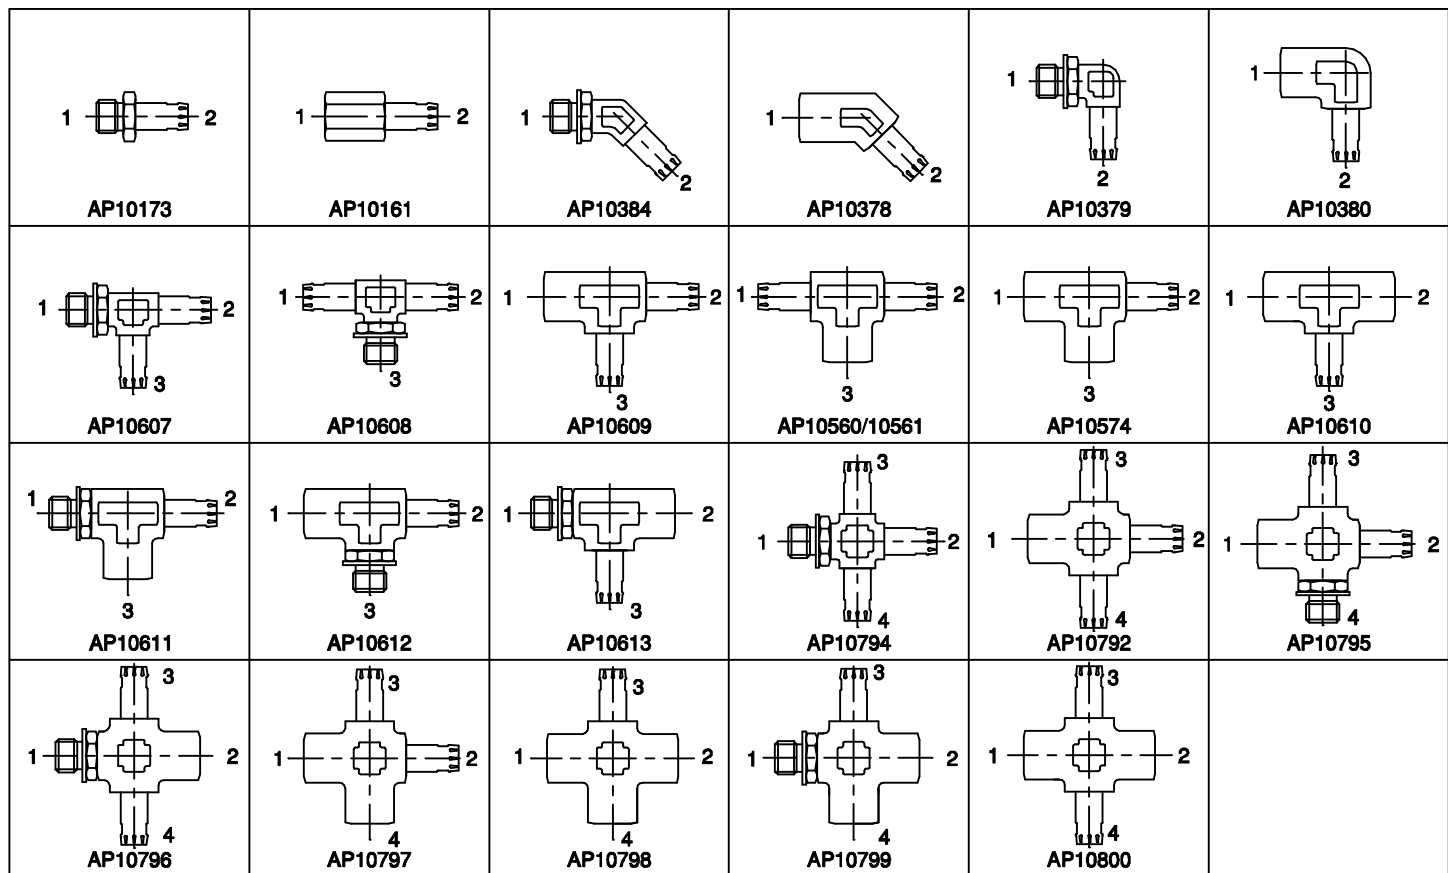 1 2
AP10173
1 2
AP10161
1 2
AP10384
1 2
AP10378
1 2
AP10379
1 2
AP10380
1 2 3
AP10607
1 2 3
AP10608
1 2 3
AP10609
1 2 3
AP10560/10561
1 2 3
AP10574
1 2 3
AP10610
1 2 3
AP10611
1 2 3
AP10612
1 2 3
AP10613
3 1 2 4
AP10794
3 1 2 4
AP10792
3 1 2 4
AP10795
3 1 2 4
AP10796
3 1 2 4
AP10797
3 1 2 4
AP10798
3 1 2 4
AP10799
3 1 2 4
AP10800